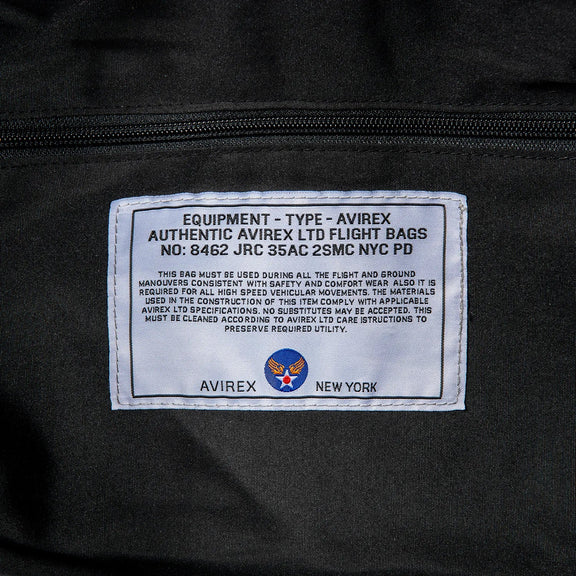 EQUIPMENT - TYPE - AVIREX
AUTHENTIC AVIREX LTD FLIGHT BAGS
NO: 8462 JRC 35AC 2SMC NYC PD
THIS BAG MUST BE USED DURING ALL THE FLIGHT AND GROUND
MANOUVERS CONSISTENT WITH SAFETY AND COMFORT WEAR ALSO IT IS
REQUIRED FOR ALL HIGH SPEED VEHICULAR MOVEMENTS. THE MATERIALS
USED IN THE CONSTRUCTION OF THIS ITEM COMPLY WITH APPLICABLE
AVIREX LTD SPECIFICATIONS. NO SUBSTITUTES MAY BE ACCEPTED. THIS
MUST BE CLEANED ACCORDING TO AVIREX LTD CARE ISTRUCTIONS TO
PRESERVE REQUIRED UTILITY.
AVIREX NEW YORK